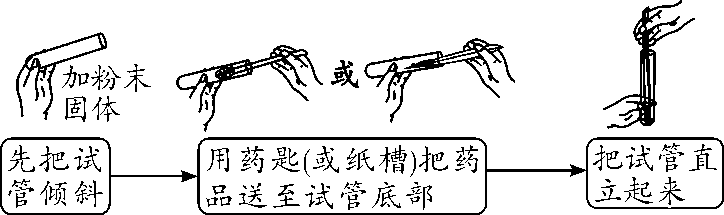 加粉末
固体
或
先把试
管倾斜
用药匙(或纸槽)把药
品送至试管底部
把试管直
立起来